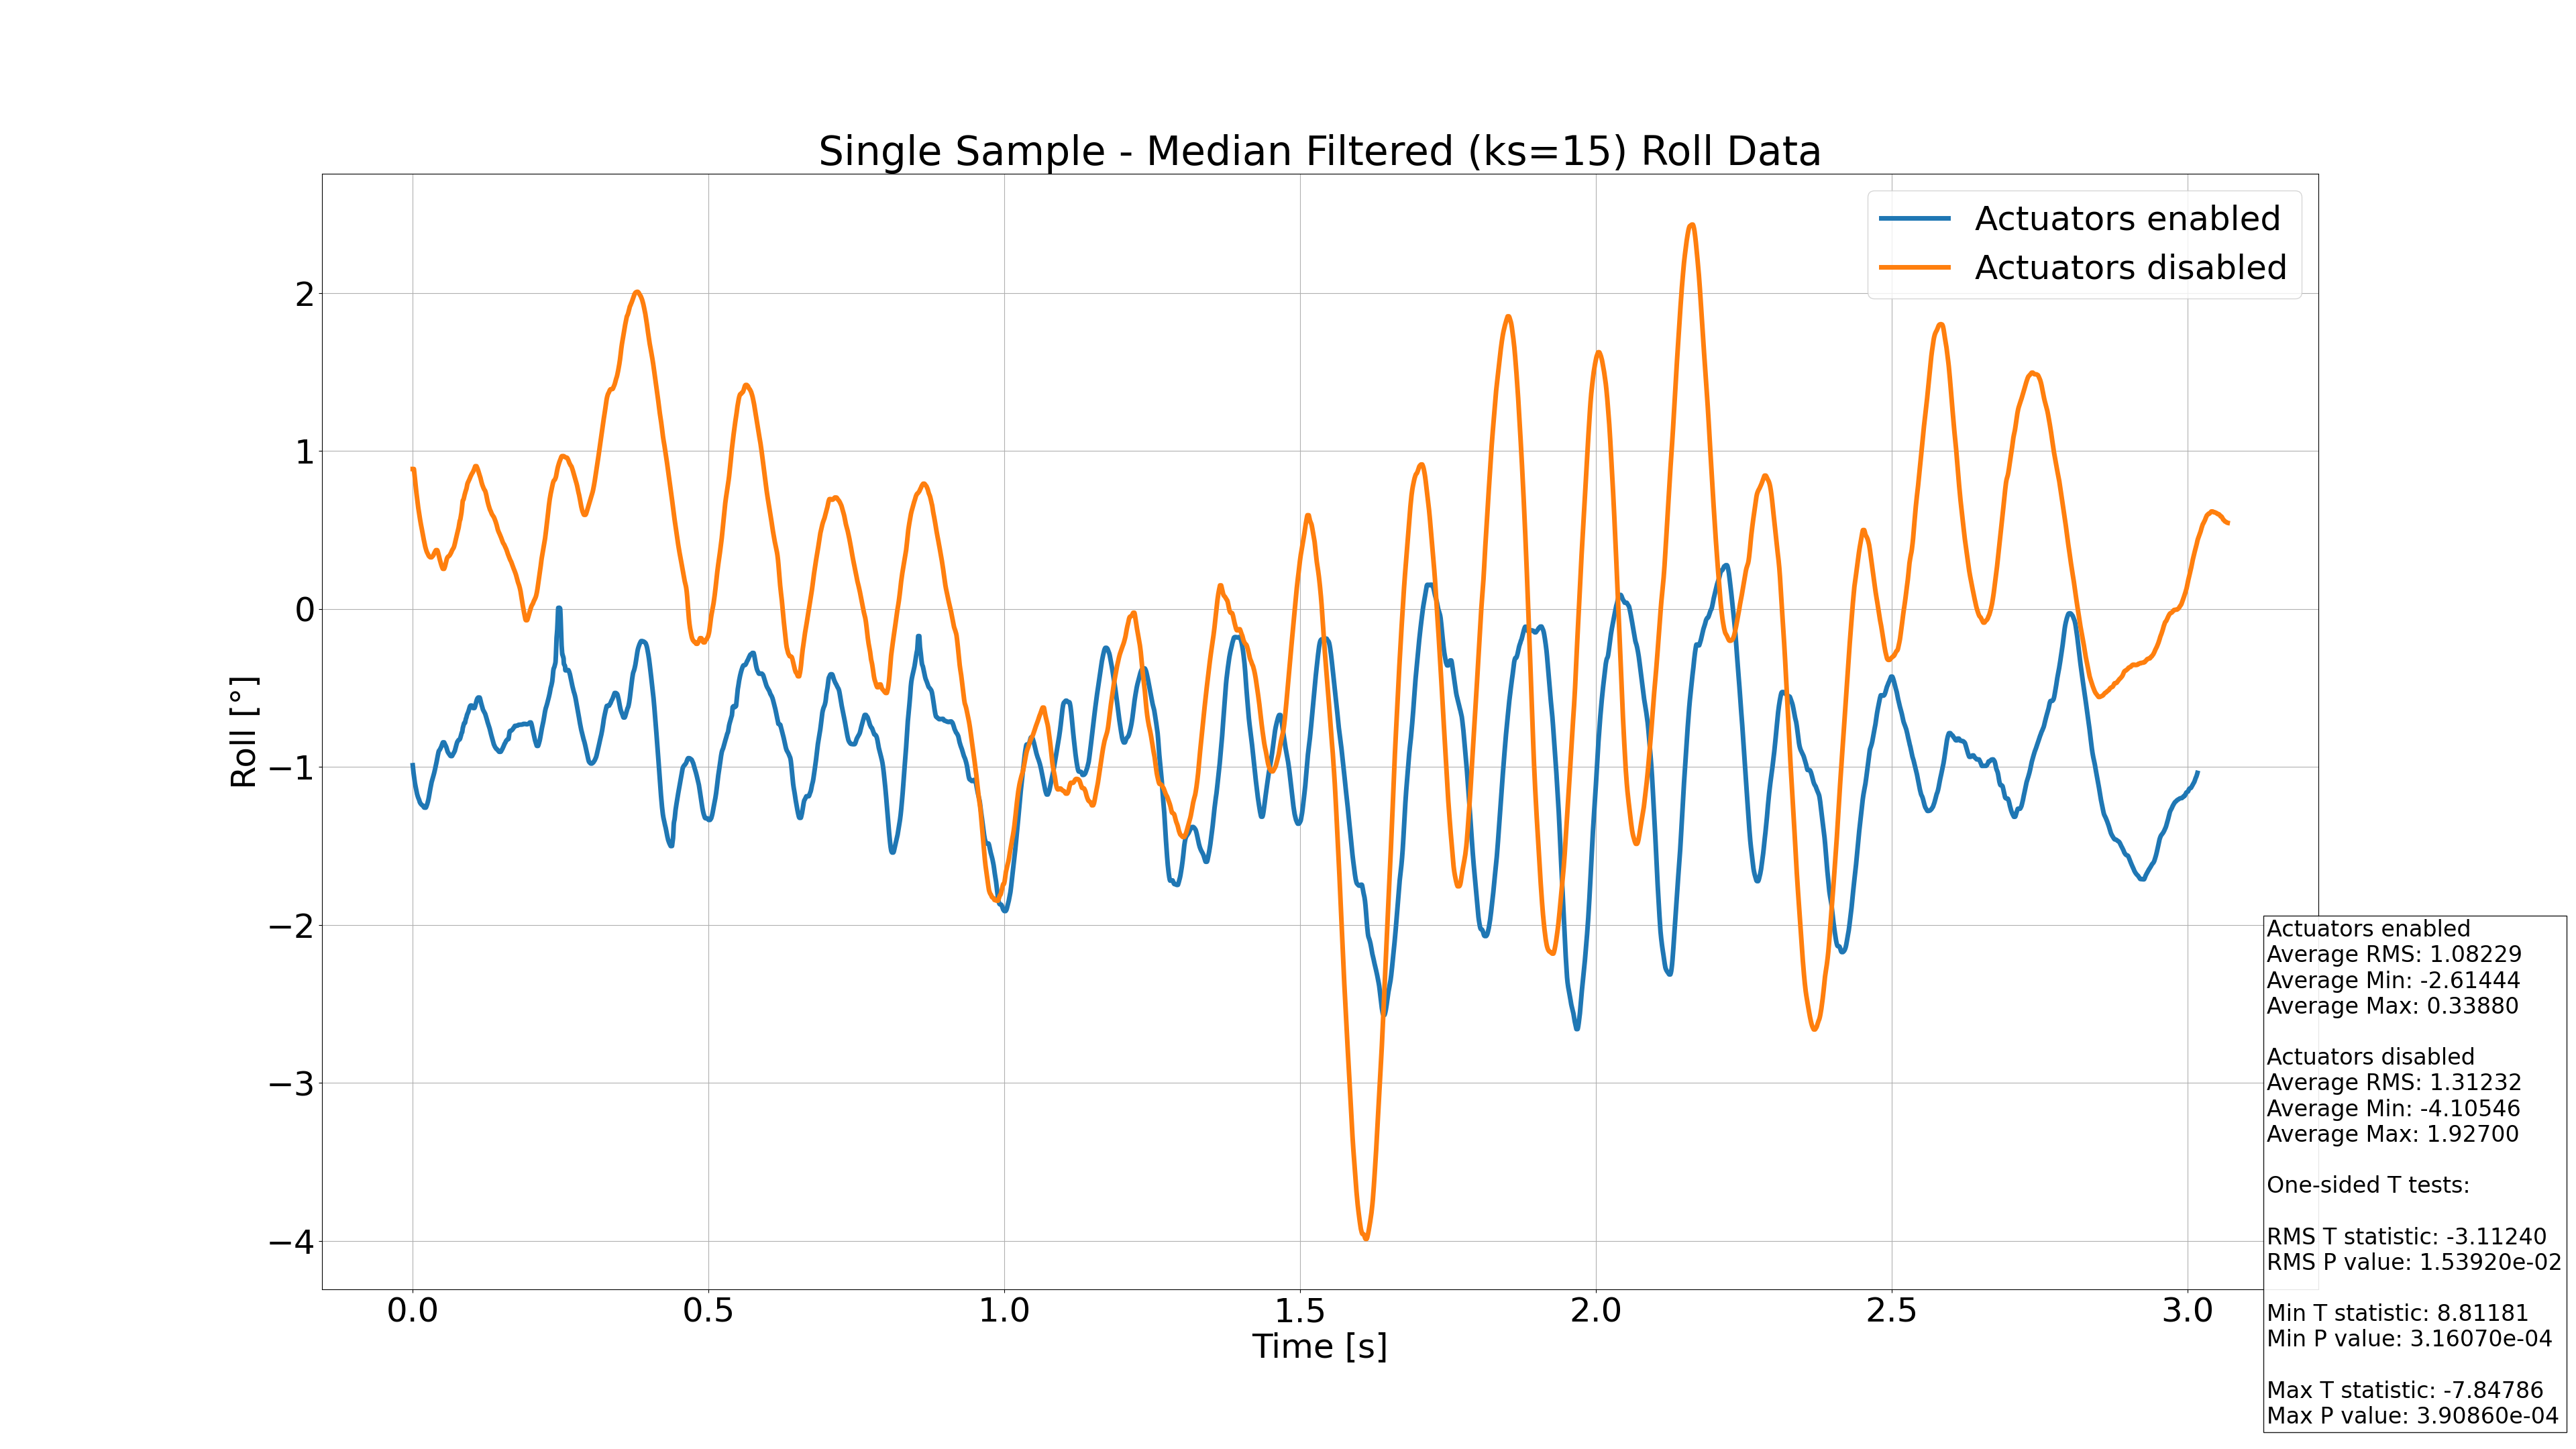 Single Sample - Median Filtered (ks=15) Roll Data
Actuators enabled
Actuators disabled
Roll [°]
2
1
0
−1
−2
−3
−4
0.0
0.5
1.0
1.5
2.0
2.5
3.0
Time [s]
Actuators enabled
Average RMS: 1.08229
Average Min: -2.61444
Average Max: 0.33880
Actuators disabled
Average RMS: 1.31232
Average Min: -4.10546
Average Max: 1.92700
One-sided T tests:
RMS T statistic: -3.11240
RMS P value: 1.53920e-02
Min T statistic: 8.81181
Min P value: 3.16070e-04
Max T statistic: -7.84786
Max P value: 3.90860e-04